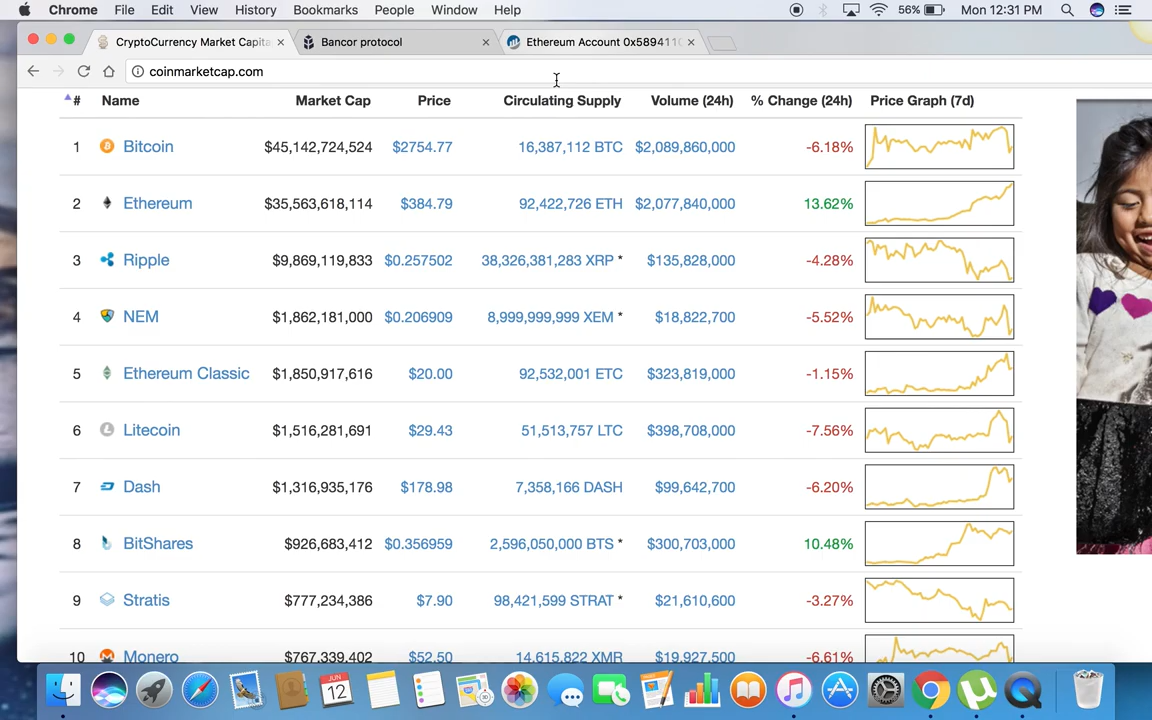 Chrome File Edit View History Bookmarks People Window Help 56% Mon 12:31 PM
CryptoCurrency Market Capita Bancor protocol Ethereum Account 0x589411
coinmarketcap.com
# Name Market Cap Price Circulating Supply Volume (24h) % Change (24h) Price Graph (7d)
1 Bitcoin $45,142,724,524 $2754.77 16,387,112 BTC $2,089,860,000 -6.18%
2 Ethereum $35,563,618,114 $384.79 92,422,726 ETH $2,077,840,000 13.62%
3 Ripple $9,869,119,833 $0.257502 38,326,381,283 XRP * $135,828,000 -4.28%
4 NEM $1,862,181,000 $0.206909 8,999,999,999 XEM * $18,822,700 -5.52%
5 Ethereum Classic $1,850,917,616 $20.00 92,532,001 ETC $323,819,000 -1.15%
6 Litecoin $1,516,281,691 $29.43 51,513,757 LTC $398,708,000 -7.56%
7 Dash $1,316,935,176 $178.98 7,358,166 DASH $99,642,700 -6.20%
8 BitShares $926,683,412 $0.356959 2,596,050,000 BTS * $300,703,000 10.48%
9 Stratis $777,234,386 $7.90 98,421,599 STRAT * $21,610,600 -3.27%
10 Monero $767,339,402 $52.50 14,615,822 XMR $19,927,500 -6.61%
JUN
12